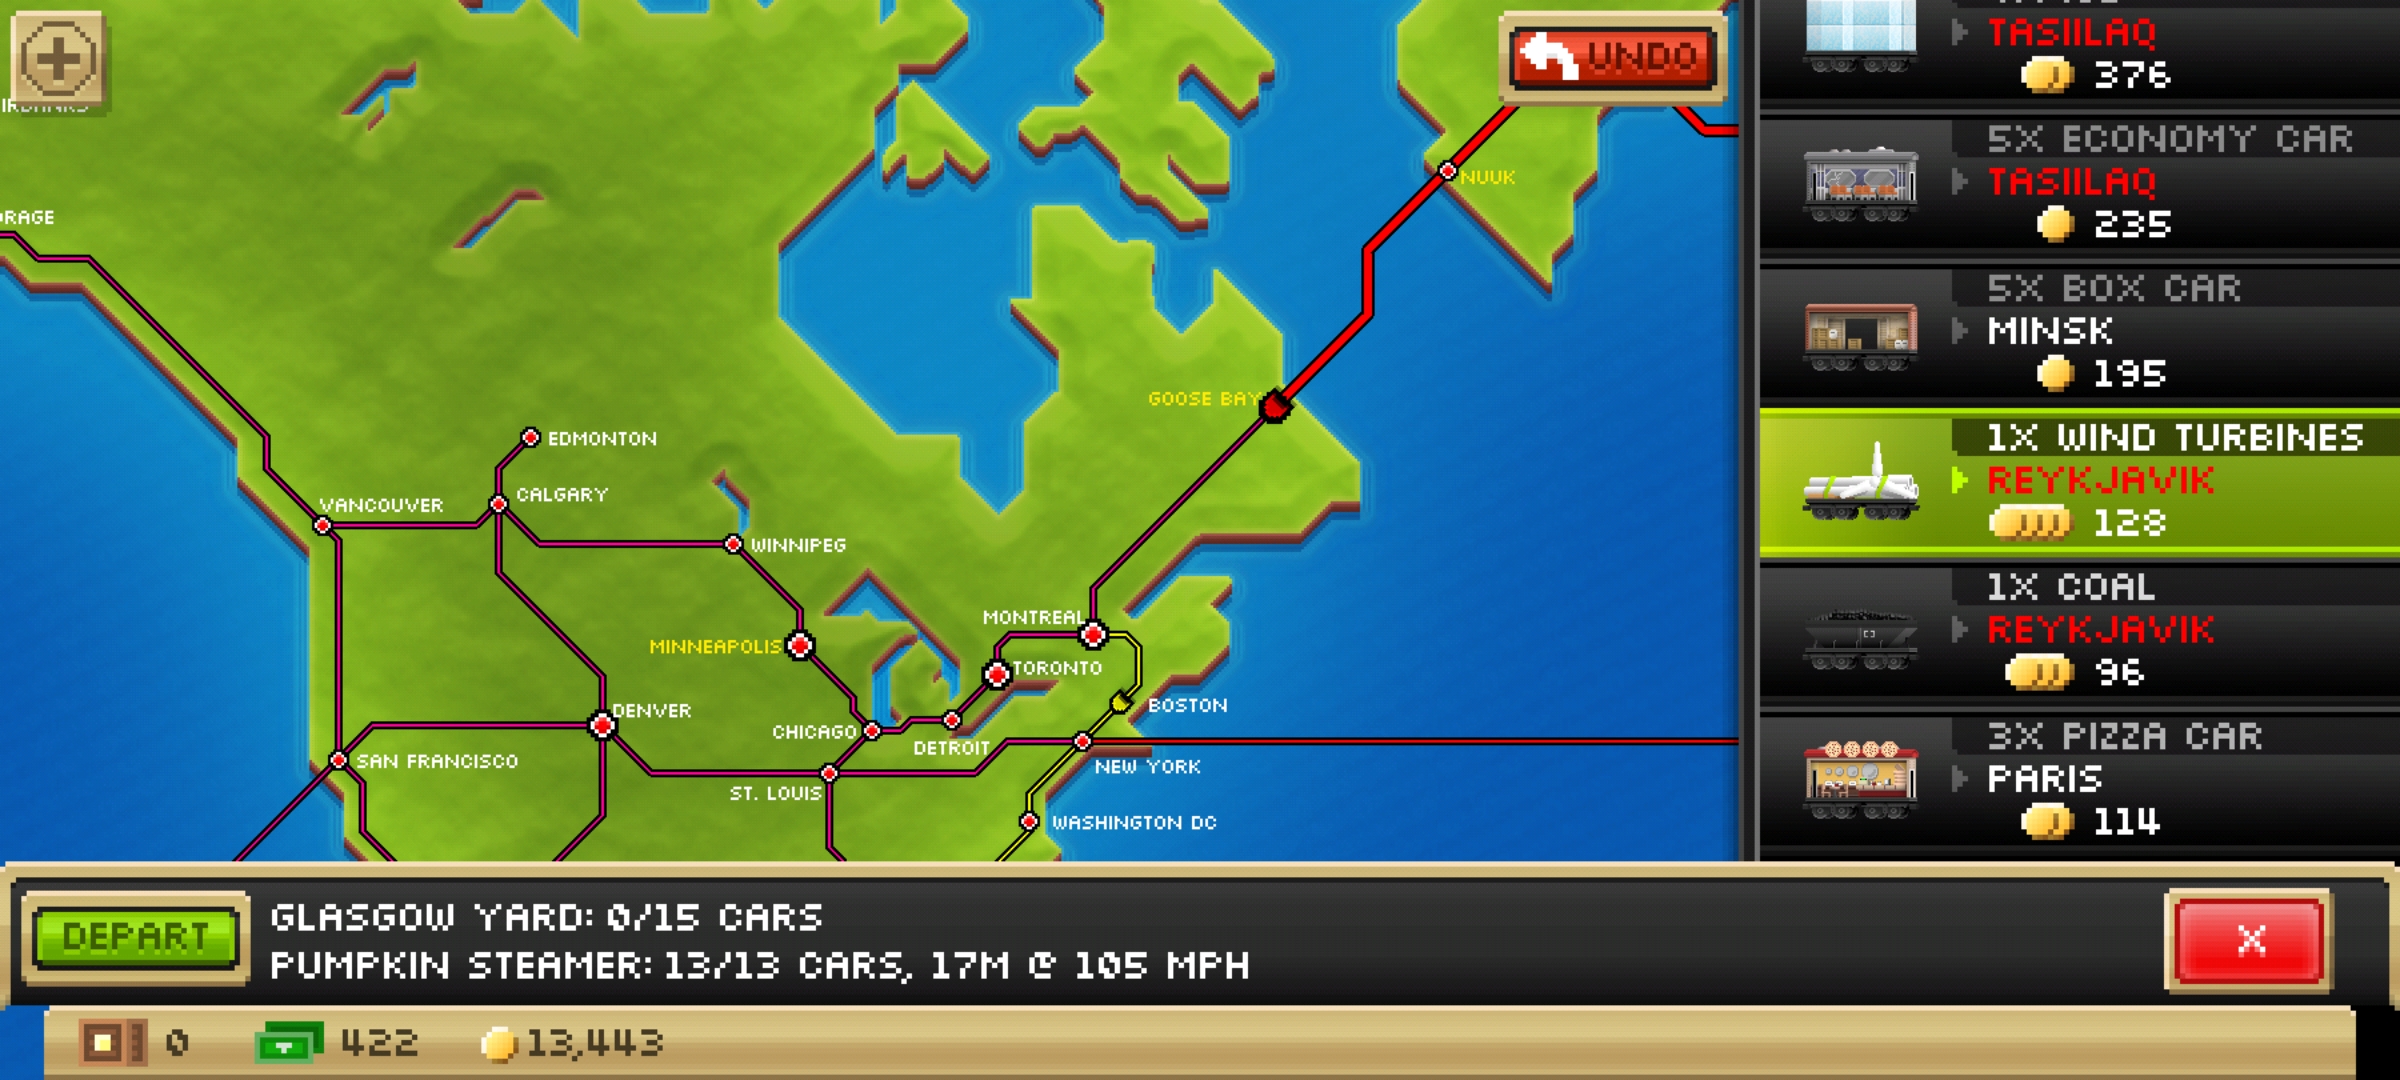 UNDO
RAGE
NUUK
GOOSE BAY
EDMONTON
CALGARY
VANCOUVER
WINNIPEG
MONTREAL
MINNEAPOLIS
TORONTO
DENVER
BOSTON
CHICAGO
DETROIT
SAN FRANCISCO
NEW YORK
ST. LOUIS
WASHINGTON DC
TASIILAQ
376
5X ECONOMY CAR
TASIILAQ
235
5X BOX CAR
MINSK
195
1X WIND TURBINES
REYKJAVIK
128
1X COAL
REYKJAVIK
96
3X PIZZA CAR
PARIS
114
DEPART
GLASGOW YARD: 0/15 CARS
PUMPKIN STEAMER: 13/13 CARS, 17M @ 105 MPH
X
0
422
13,443